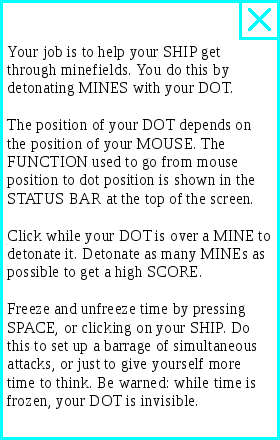 Your job is to help your SHIP get
through minefields. You do this by
detonating MINES with your DOT.
The position of your DOT depends on
the position of your MOUSE. The
FUNCTION used to go from mouse
position to dot position is shown in the
STATUS BAR at the top of the screen.
Click while your DOT is over a MINE to
detonate it. Detonate as many MINEs as
possible to get a high SCORE.
Freeze and unfreeze time by pressing
SPACE, or clicking on your SHIP. Do
this to set up a barrage of simultaneous
attacks, or just to give yourself more
time to think. Be warned: while time is
frozen, your DOT is invisible.